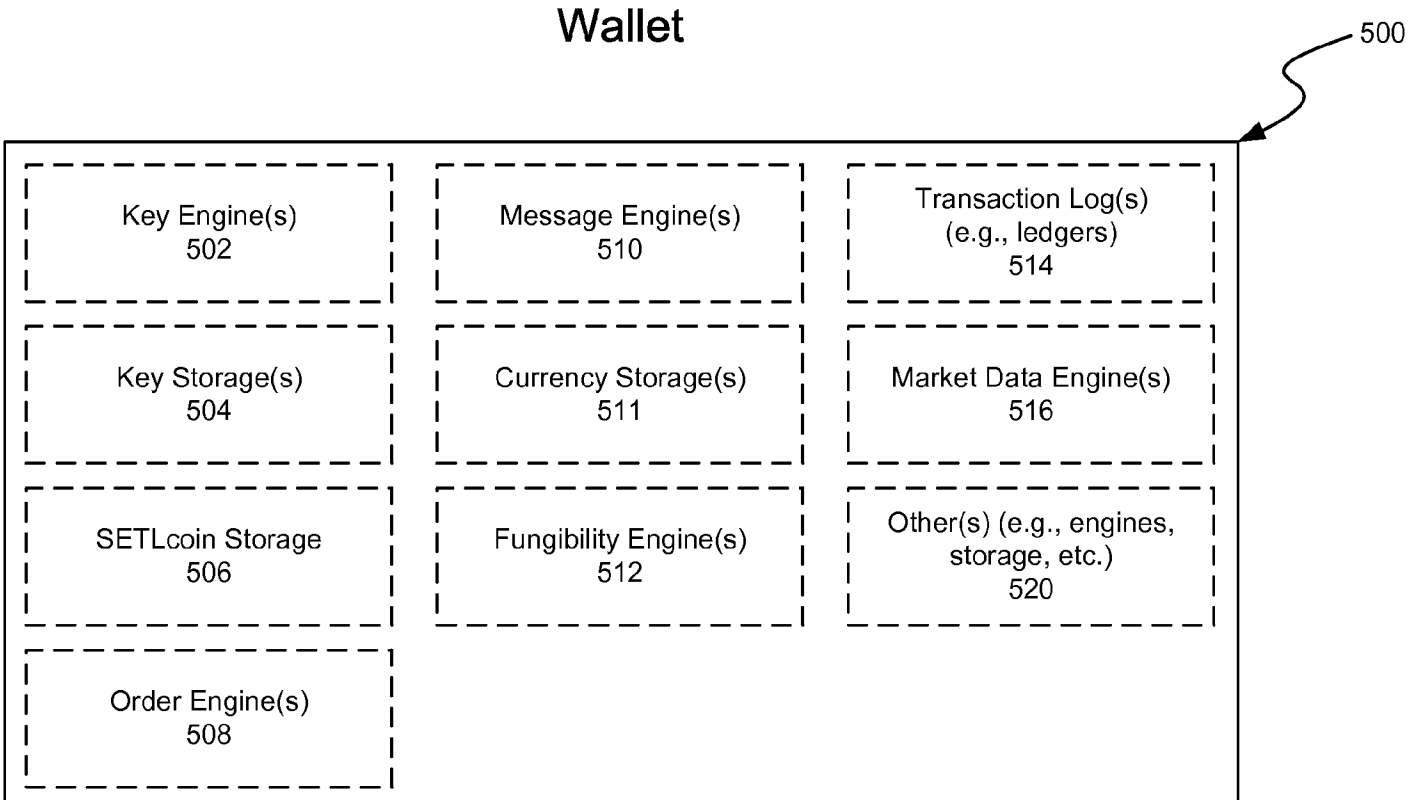 Wallet
500
Key Engine(s)
502
Message Engine(s)
510
Transaction Log(s)
(e.g., ledgers)
514
Key Storage(s)
504
Currency Storage(s)
511
Market Data Engine(s)
516
SETLcoin Storage
506
Fungibility Engine(s)
512
Other(s) (e.g., engines,
storage, etc.)
520
Order Engine(s)
508